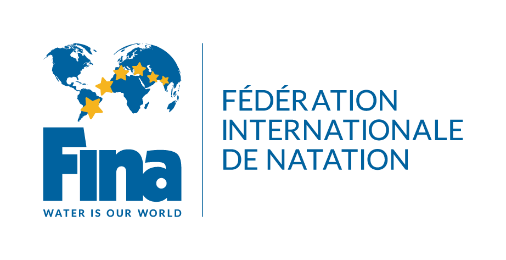 Fina
WATER IS OUR WORLD
FÉDÉRATION
INTERNATIONALE
DE NATATION